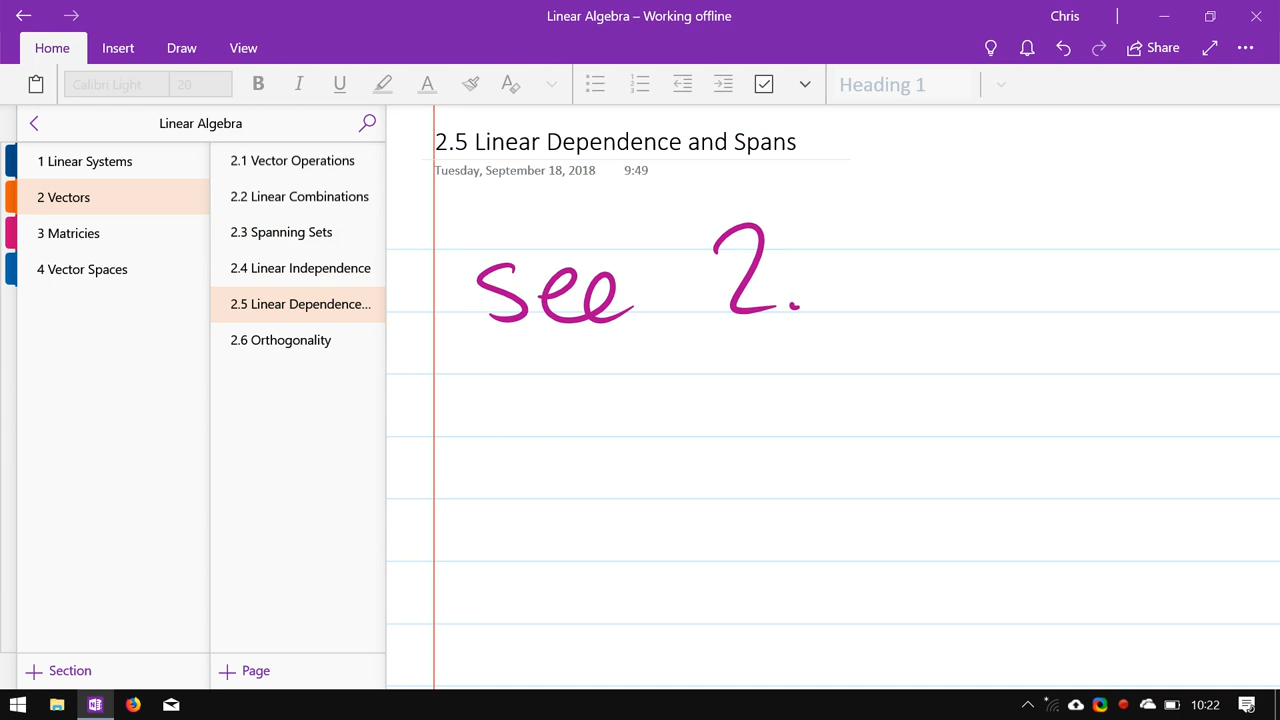 Linear Algebra – Working offline
Chris
Home
Insert
Draw
View
Share
Calibri Light
20
B
I
U
A
A
Heading 1
Linear Algebra
1 Linear Systems
2 Vectors
3 Matricies
4 Vector Spaces
2.1 Vector Operations
2.2 Linear Combinations
2.3 Spanning Sets
2.4 Linear Independence
2.5 Linear Dependence...
2.6 Orthogonality
2.5 Linear Dependence and Spans
Tuesday, September 18, 2018 9:49
see 2.
Section
Page
10:22